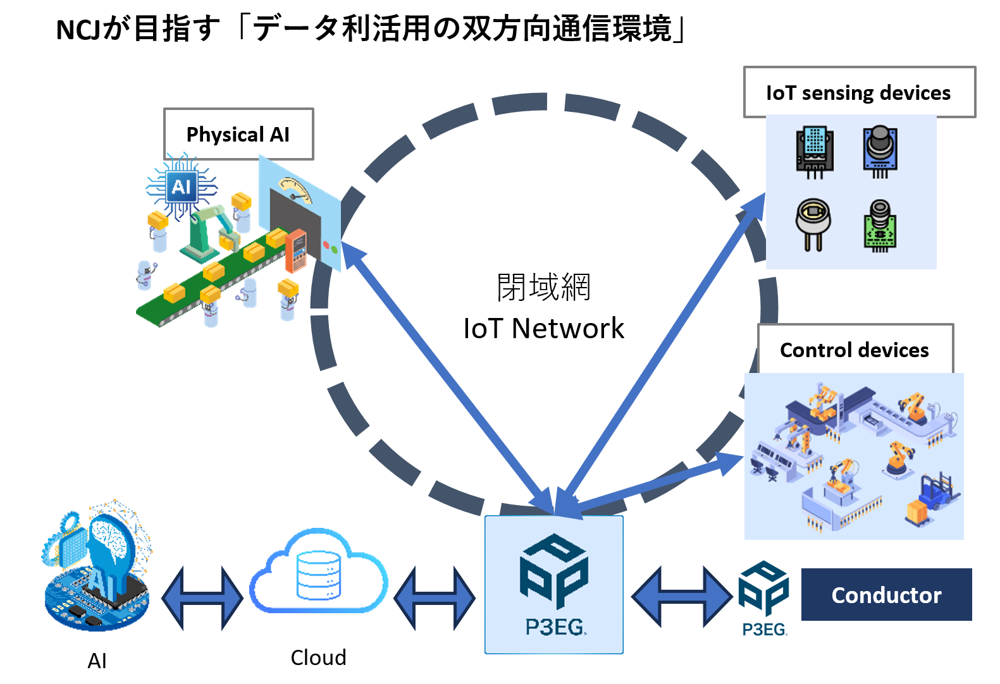 NCJが目指す「データ利活用の双方向通信環境」
IoT sensing devices
Physical AI
AI
閉域網
IoT Network
Control devices
AI
P3EG
P3EG
Conductor
Cloud
AI